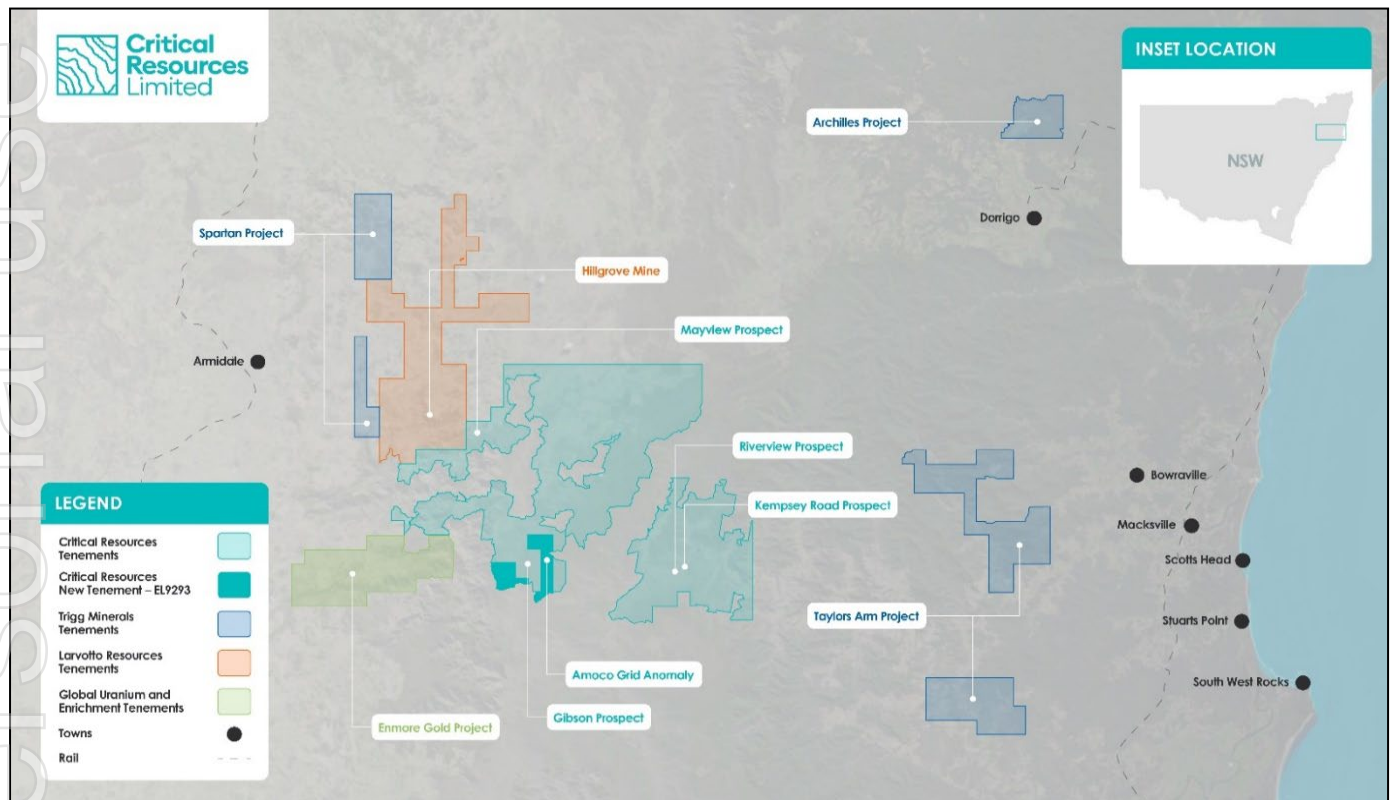 Critical
Resources
Limited
INSET LOCATION
NSW
Archilles Project
Dorrigo
Spartan Project
Hillgrove Mine
Mayview Prospect
Armidale
Riverview Prospect
Bowraville
Kempsey Road Prospect
Macksville
Scotts Head
Taylors Arm Project
Stuarts Point
Amoco Grid Anomaly
South West Rocks
Gibson Prospect
Enmore Gold Project
LEGEND
Critical Resources
Tenements
Critical Resources
New Tenement – EL9293
Trigg Minerals
Tenements
Larvotto Resources
Tenements
Global Uranium and
Enrichment Tenements
Towns
Rail